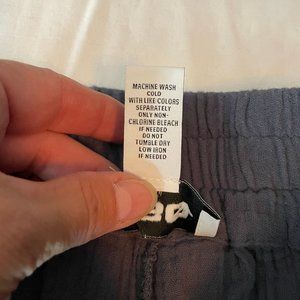 MACHINE WASH
COLD
WITH LIKE COLORS
SEPARATELY
ONLY NON-
CHLORINE BLEACH
IF NEEDED
DO NOT
TUMBLE DRY
LOW IRON
IF NEEDED